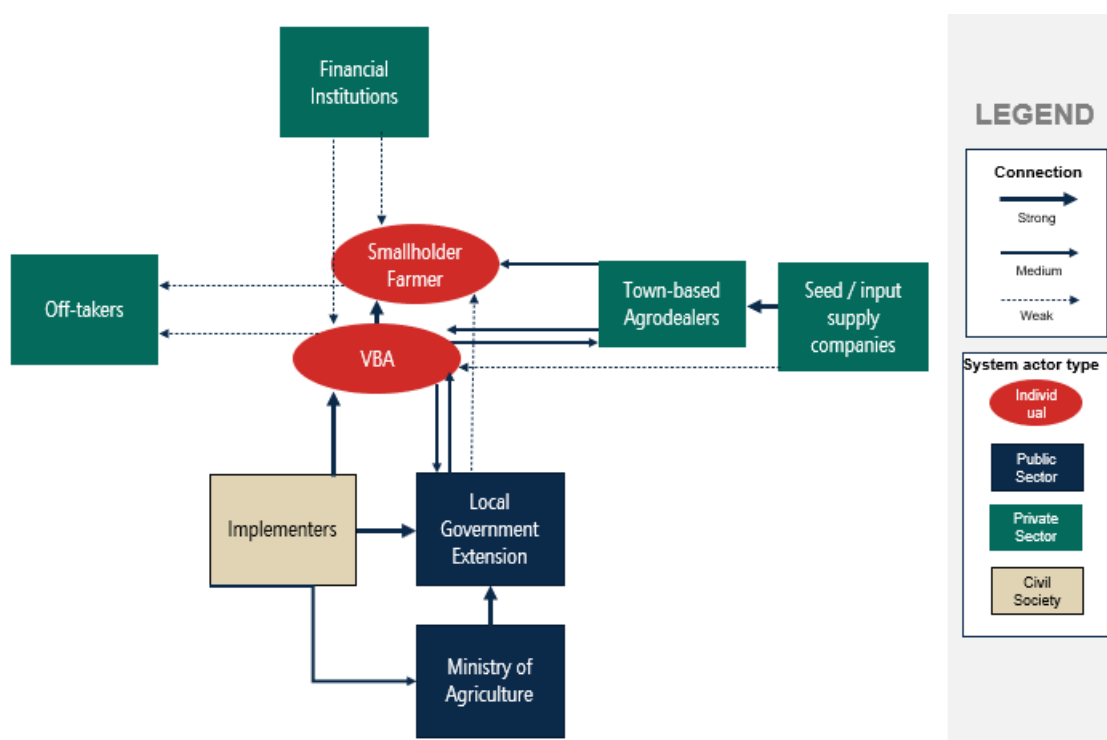 Financial
Institutions
Smallholder
Farmer
Off-takers
Town-based
Agrodealers
Seed / input
supply
companies
VBA
Implementers
Local
Government
Extension
Ministry of
Agriculture
LEGEND
Connection
Strong
Medium
Weak
System actor type
Individ
ual
Public
Sector
Private
Sector
Civil
Society